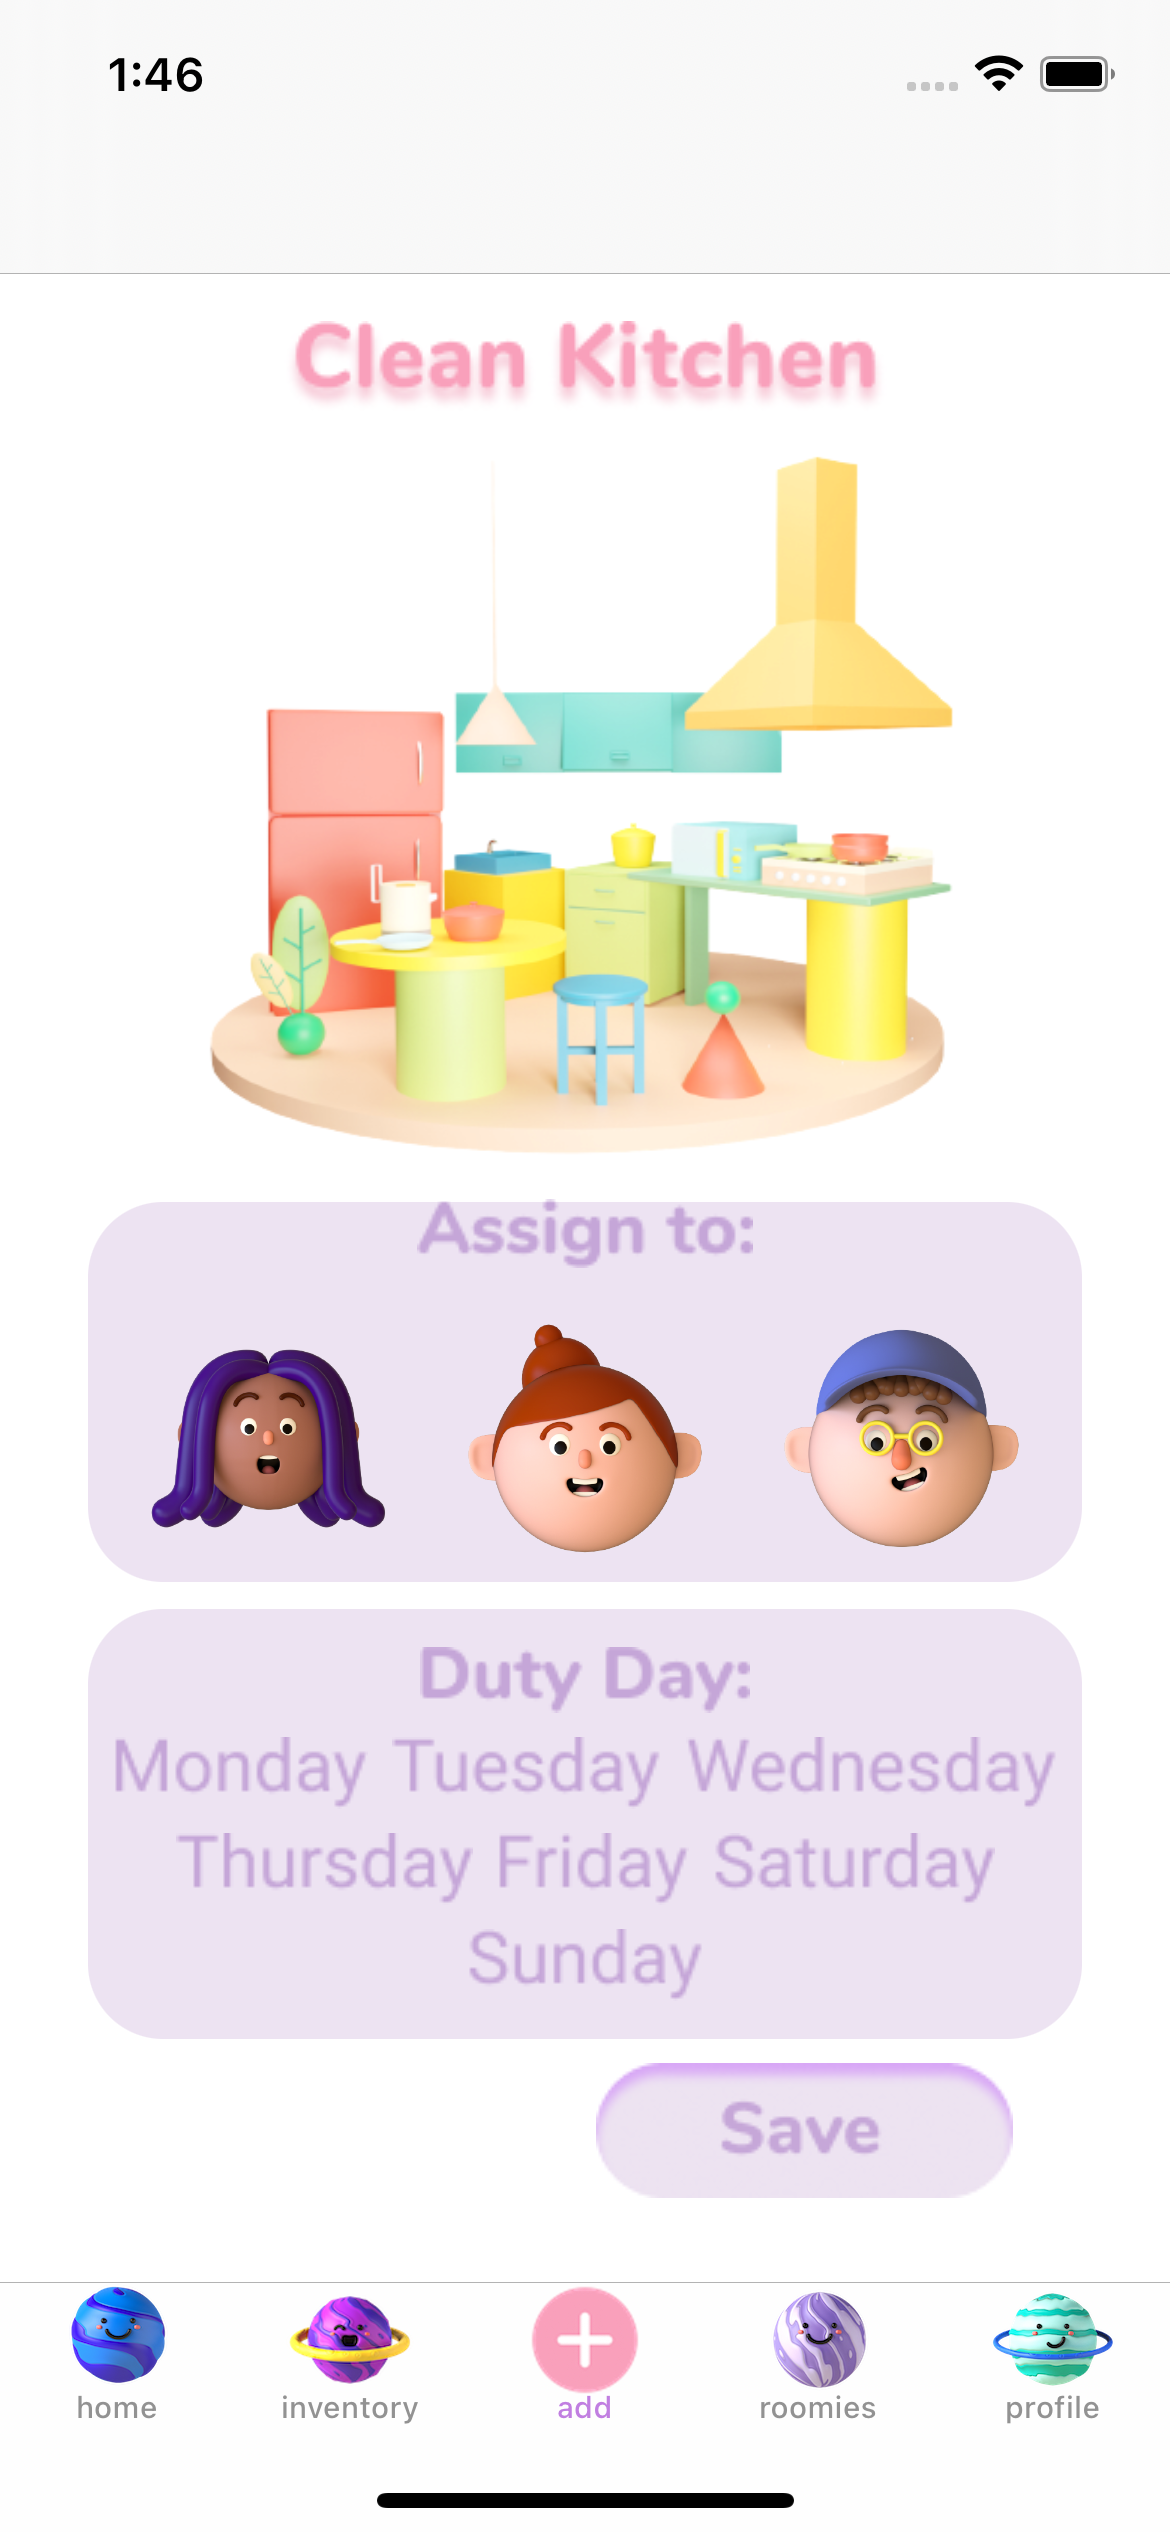 1:46
Clean Kitchen
Assign to:
Duty Day:
Monday Tuesday Wednesday
Thursday Friday Saturday
Sunday
Save
home inventory add roomies profile